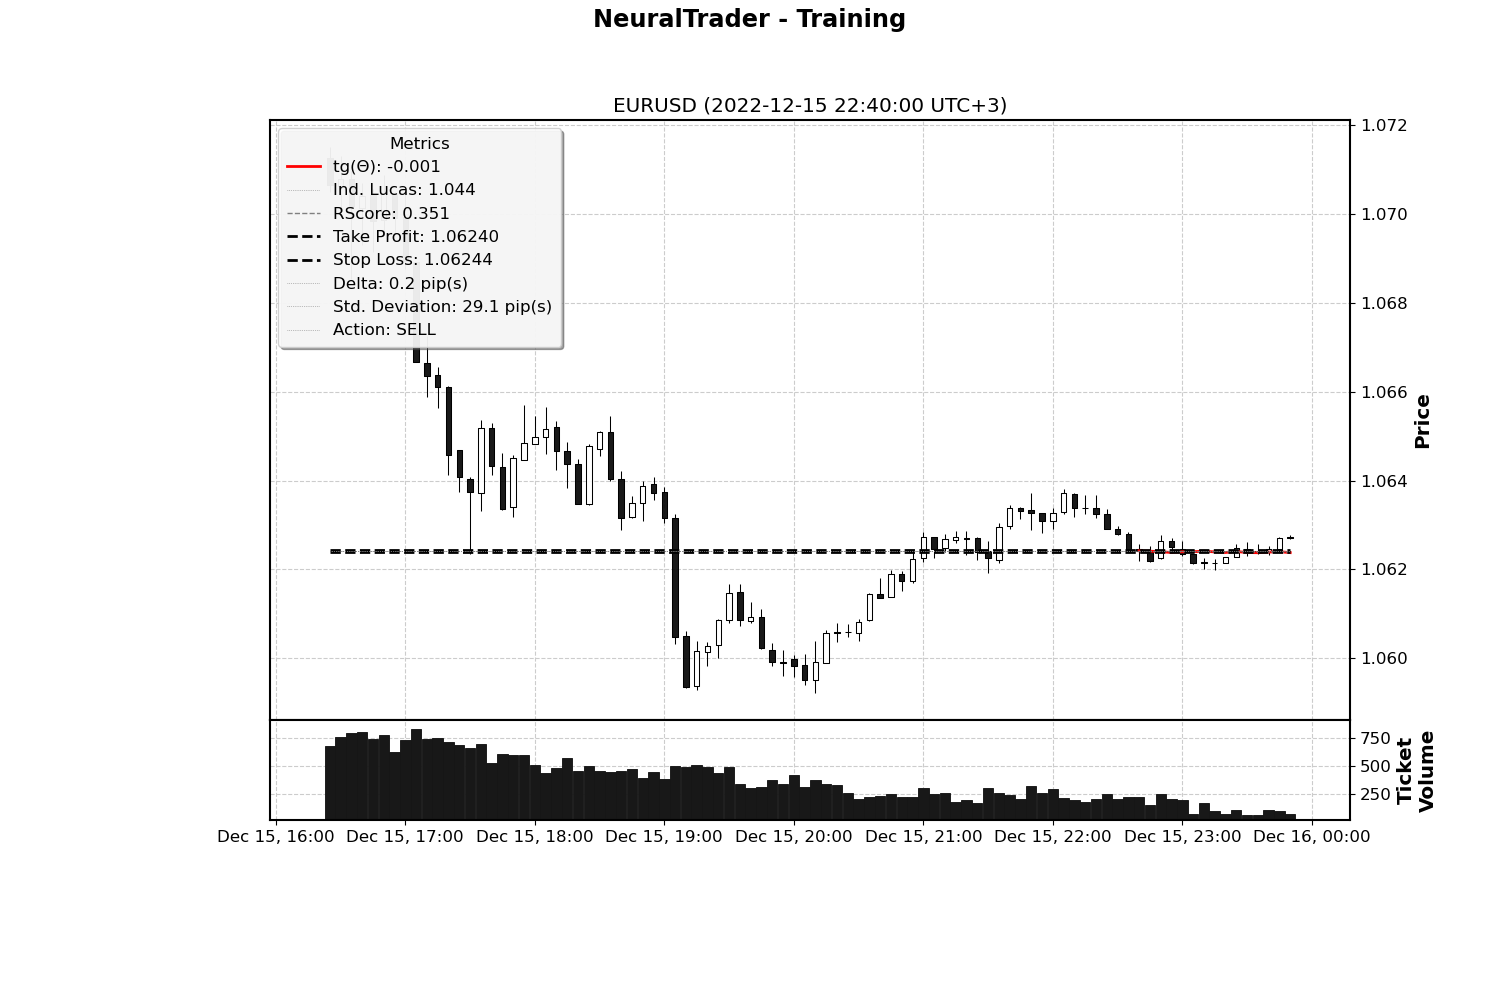 NeuralTrader - Training
EURUSD (2022-12-15 22:40:00 UTC+3)
Metrics
tg(Θ): -0.001
Ind. Lucas: 1.044
RScore: 0.351
Take Profit: 1.06240
Stop Loss: 1.06244
Delta: 0.2 pip(s)
Std. Deviation: 29.1 pip(s)
Action: SELL
1.072
1.070
1.068
1.066
1.064
1.062
1.060
Price
750
500
250
Ticket
Volume
Dec 15, 16:00 Dec 15, 17:00 Dec 15, 18:00 Dec 15, 19:00 Dec 15, 20:00 Dec 15, 21:00 Dec 15, 22:00 Dec 15, 23:00 Dec 16, 00:00